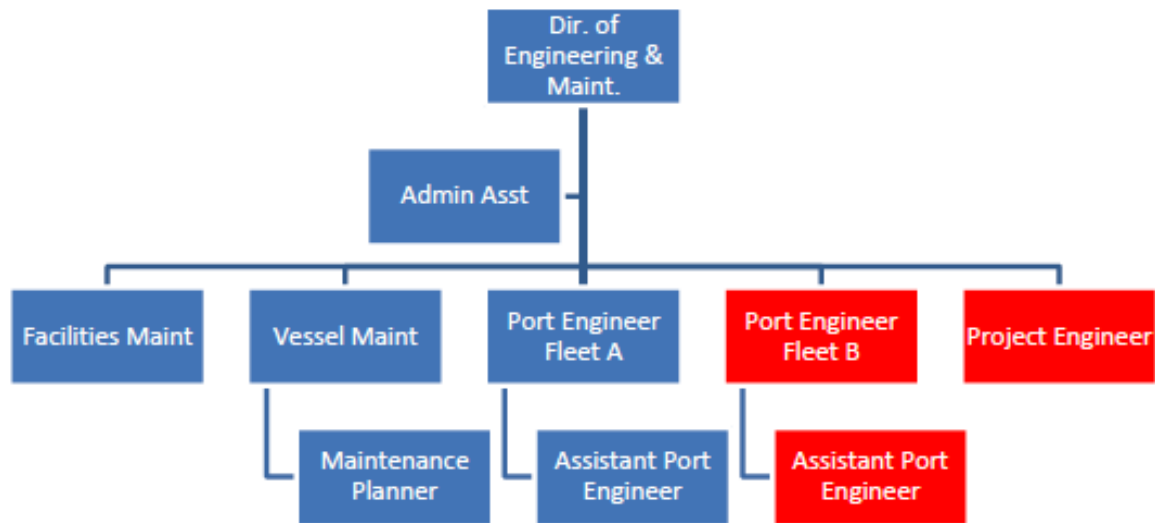 Dir. of
Engineering &
Maint.
Admin Asst
Facilities Maint
Vessel Maint
Port Engineer
Fleet A
Port Engineer
Fleet B
Project Engineer
Maintenance
Planner
Assistant Port
Engineer
Assistant Port
Engineer